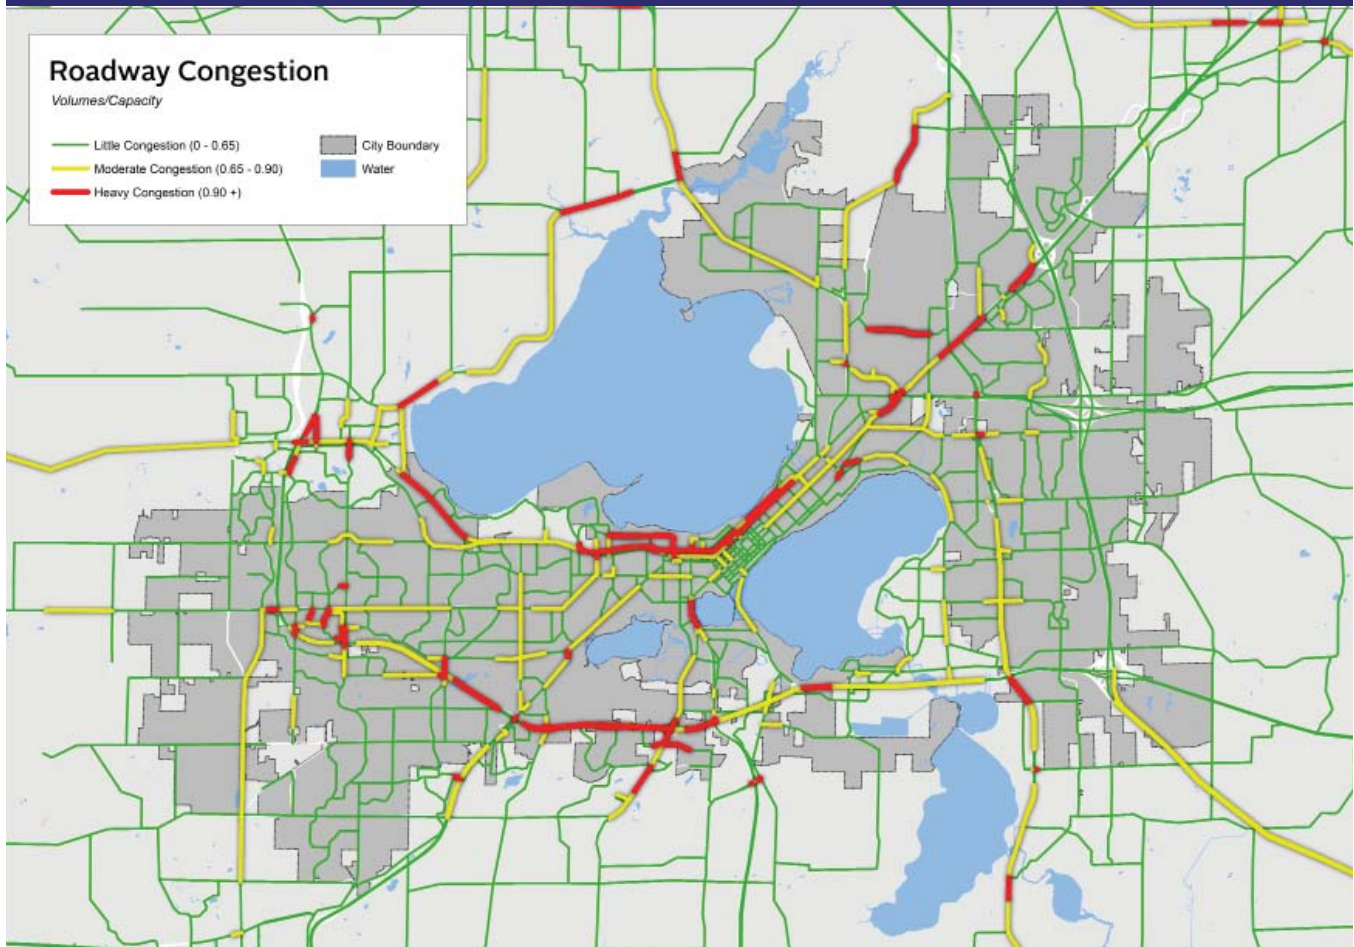 Roadway Congestion
Volumes/Capacity
Little Congestion (0 - 0.65)
Moderate Congestion (0.65 - 0.90)
Heavy Congestion (0.90 +)
City Boundary
Water